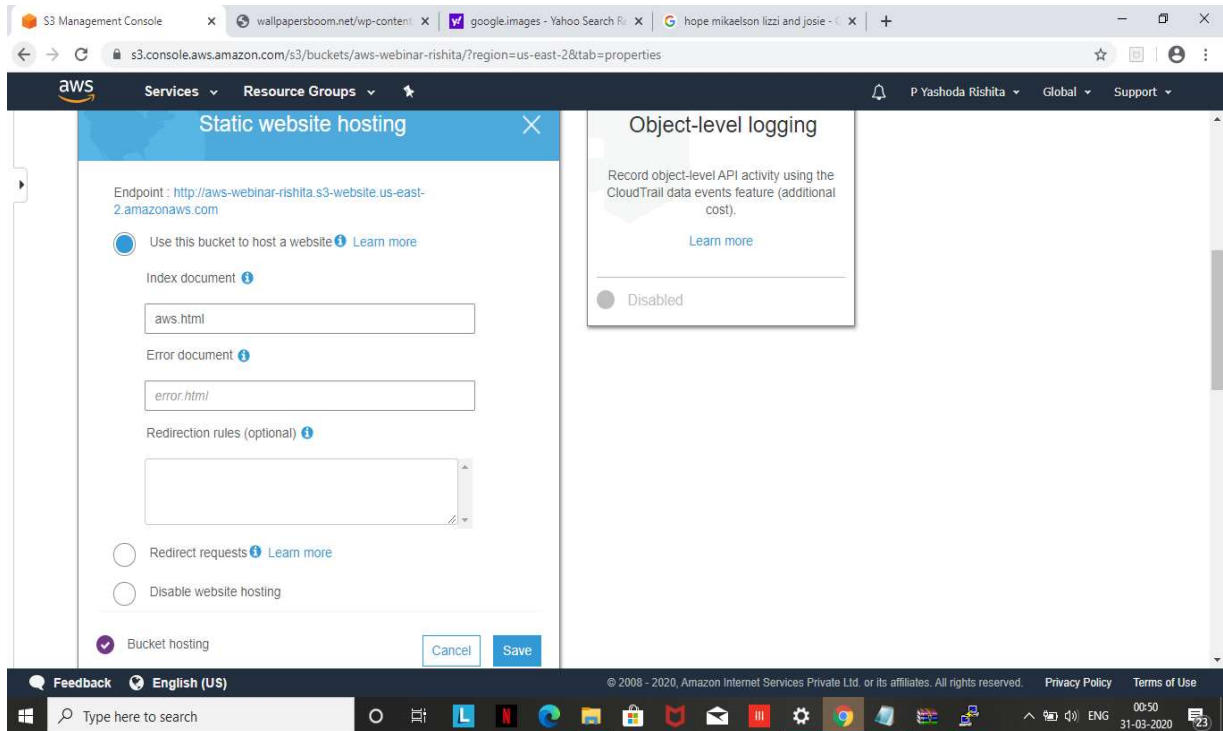 S3 Management Console
wallpapersboom.net/wp-content
google.images - Yahoo Search Re
hope mikaelson lizzi and josie - G
s3.console.aws.amazon.com/s3/buckets/aws-webinar-rishita/?region=us-east-2&tab=properties
aws Services Resource Groups P Yashoda Rishita Global Support
Static website hosting
Endpoint : http://aws-webinar-rishita.s3-website.us-east-
2.amazonaws.com
Use this bucket to host a website Learn more
Index document
aws.html
Error document
error.html
Redirection rules (optional)
Redirect requests Learn more
Disable website hosting
Bucket hosting
Cancel Save
Object-level logging
Record object-level API activity using the
CloudTrail data events feature (additional
cost).
Learn more
Disabled
Feedback English (US) © 2008 - 2020, Amazon Internet Services Private Ltd. or its affiliates. All rights reserved. Privacy Policy Terms of Use
Type here to search
L
N
ENG
00:50
31-03-2020
23